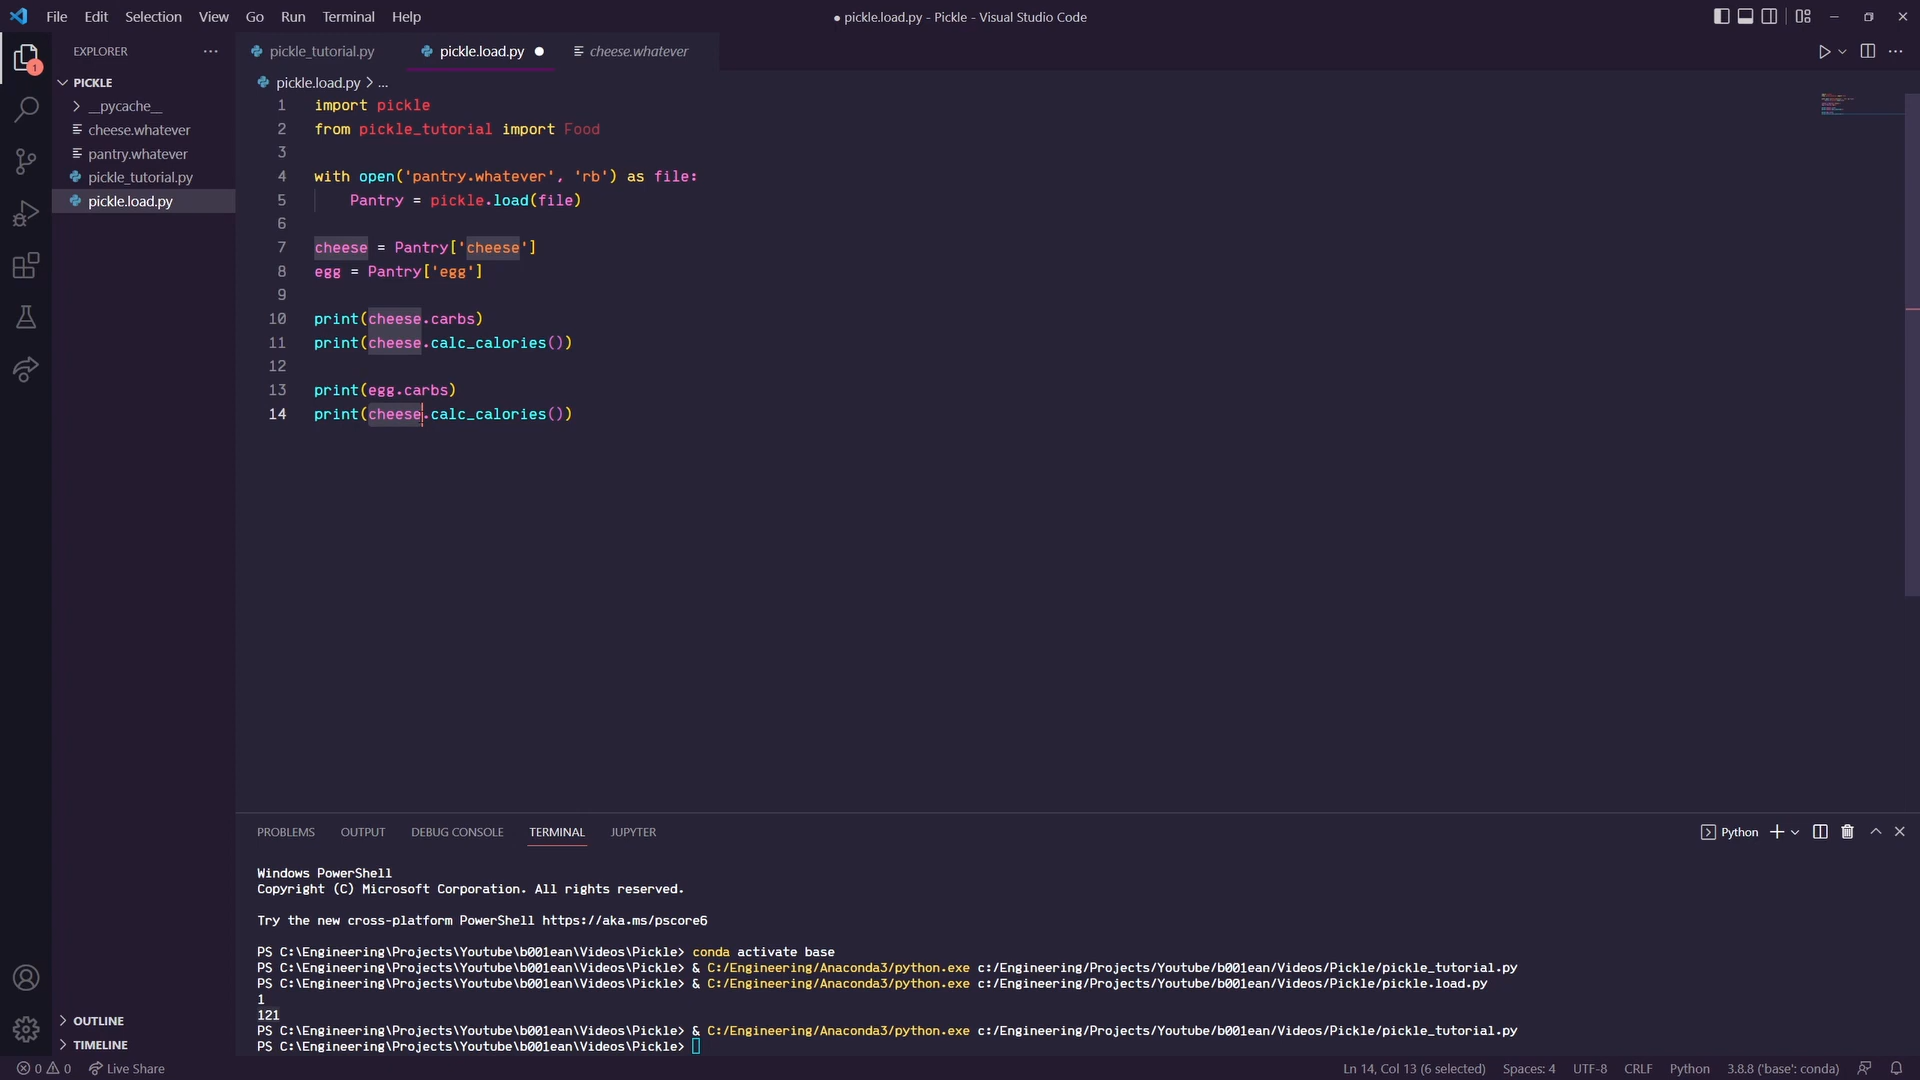 File Edit Selection View Go Run Terminal Help
● pickle.load.py - Pickle - Visual Studio Code
EXPLORER
pickle_tutorial.py
pickle.load.py
cheese.whatever
1
PICKLE
__pycache__
cheese.whatever
pantry.whatever
pickle_tutorial.py
pickle.load.py
OUTLINE
TIMELINE
pickle.load.py > ...
1 import pickle
2 from pickle_tutorial import Food
3
4 with open('pantry.whatever', 'rb') as file:
5 Pantry = pickle.load(file)
6
7 cheese = Pantry['cheese']
8 egg = Pantry['egg']
9
10 print(cheese.carbs)
11 print(cheese.calc_calories())
12
13 print(egg.carbs)
14 print(cheese.calc_calories())
PROBLEMS OUTPUT DEBUG CONSOLE TERMINAL JUPYTER
Python
Windows PowerShell
Copyright (C) Microsoft Corporation. All rights reserved.
Try the new cross-platform PowerShell https://aka.ms/pscore6
PS C:\Engineering\Projects\Youtube\b001ean\Videos\Pickle> conda activate base
PS C:\Engineering\Projects\Youtube\b001ean\Videos\Pickle> & C:/Engineering/Anaconda3/python.exe c:/Engineering/Projects/Youtube/b001ean/Videos/Pickle/pickle_tutorial.py
PS C:\Engineering\Projects\Youtube\b001ean\Videos\Pickle> & C:/Engineering/Anaconda3/python.exe c:/Engineering/Projects/Youtube/b001ean/Videos/Pickle/pickle.load.py
1
121
PS C:\Engineering\Projects\Youtube\b001ean\Videos\Pickle> & C:/Engineering/Anaconda3/python.exe c:/Engineering/Projects/Youtube/b001ean/Videos/Pickle/pickle_tutorial.py
PS C:\Engineering\Projects\Youtube\b001ean\Videos\Pickle>
0 0 Live Share
Ln 14, Col 13 (6 selected) Spaces: 4 UTF-8 CRLF Python 3.8.8 ('base': conda)